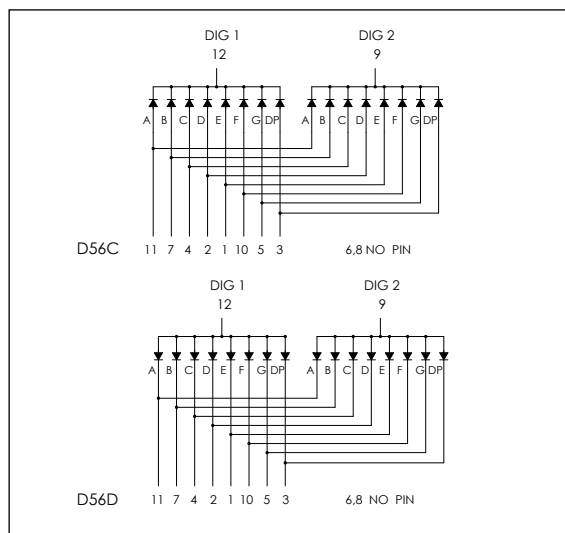 DIG 1 DIG 2
12 9
A B C D E F G DP A B C D E F G DP
D56C 11 7 4 2 1 10 5 3 6,8 NO PIN
DIG 1 DIG 2
12 9
A B C D E F G DP A B C D E F G DP
D56D 11 7 4 2 1 10 5 3 6,8 NO PIN